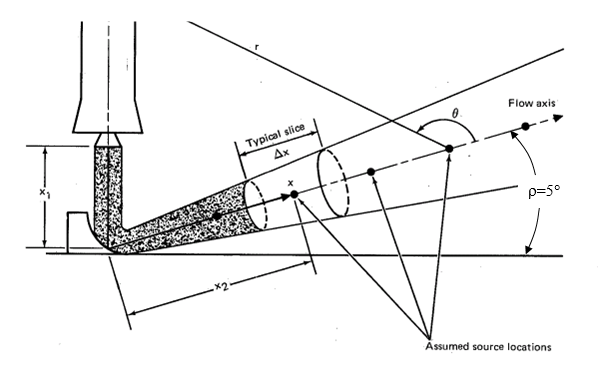 r
θ
Flow axis
Typical slice
Δx
x
x1
ρ=5°
x2
Assumed source locations